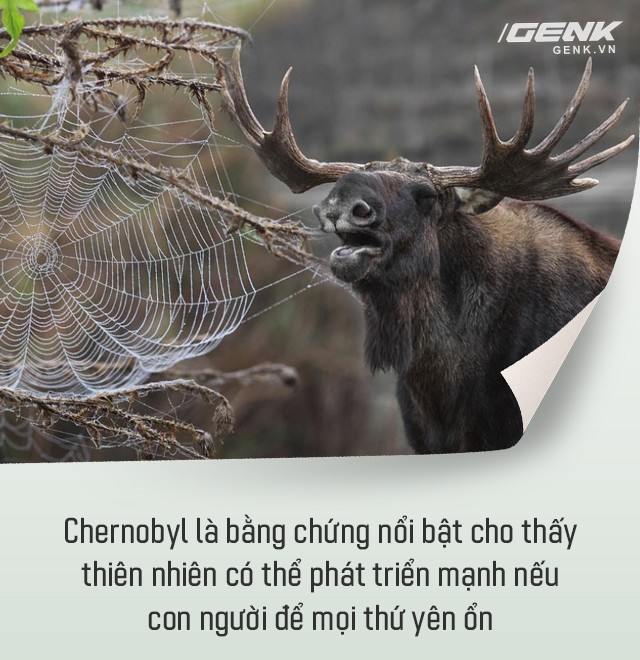 GENK
GENK.VN
Chernobyl là bằng chứng nổi bật cho thấy
thiên nhiên có thể phát triển mạnh nếu
con người để mọi thứ yên ổn